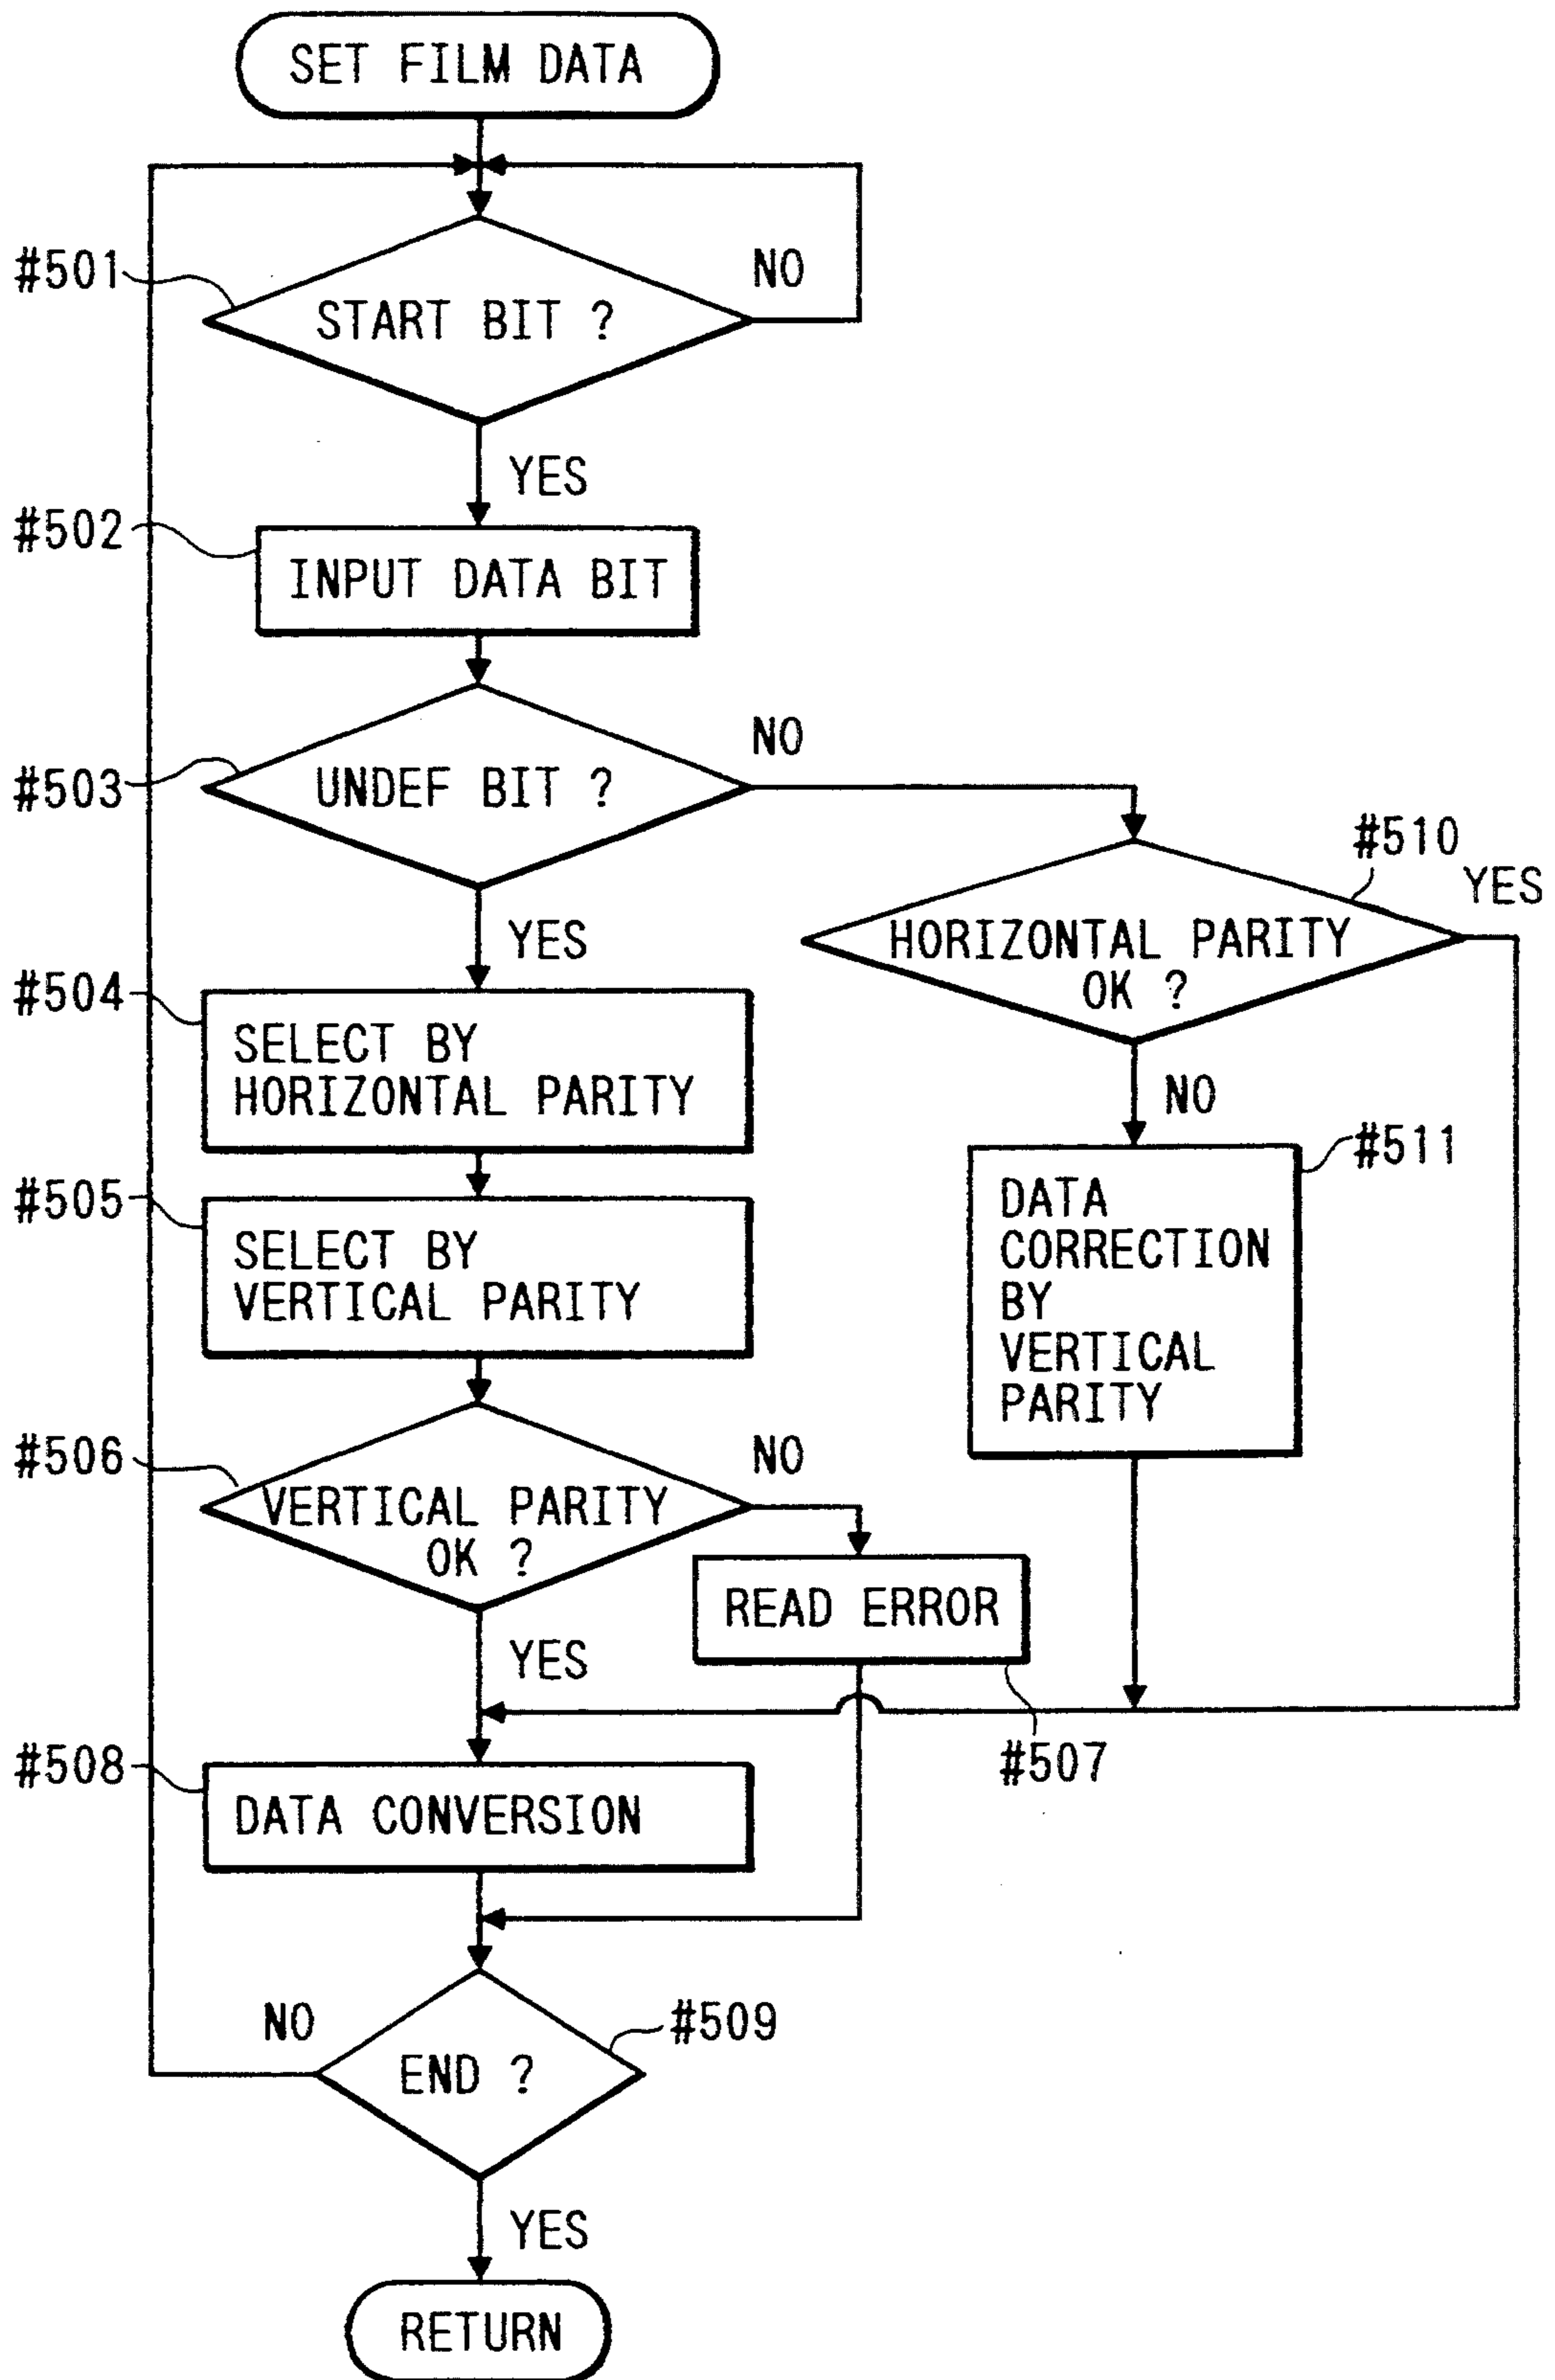 SET FILM DATA
#501
START BIT ?
NO
YES
#502
INPUT DATA BIT
#503
UNDEF BIT ?
NO
YES
#510
HORIZONTAL PARITY
OK ?
YES
NO
#504
SELECT BY
HORIZONTAL PARITY
#511
DATA
CORRECTION
BY
VERTICAL
PARITY
#505
SELECT BY
VERTICAL PARITY
#506
VERTICAL PARITY
OK ?
NO
YES
READ ERROR
#507
#508
DATA CONVERSION
NO
#509
END ?
YES
RETURN